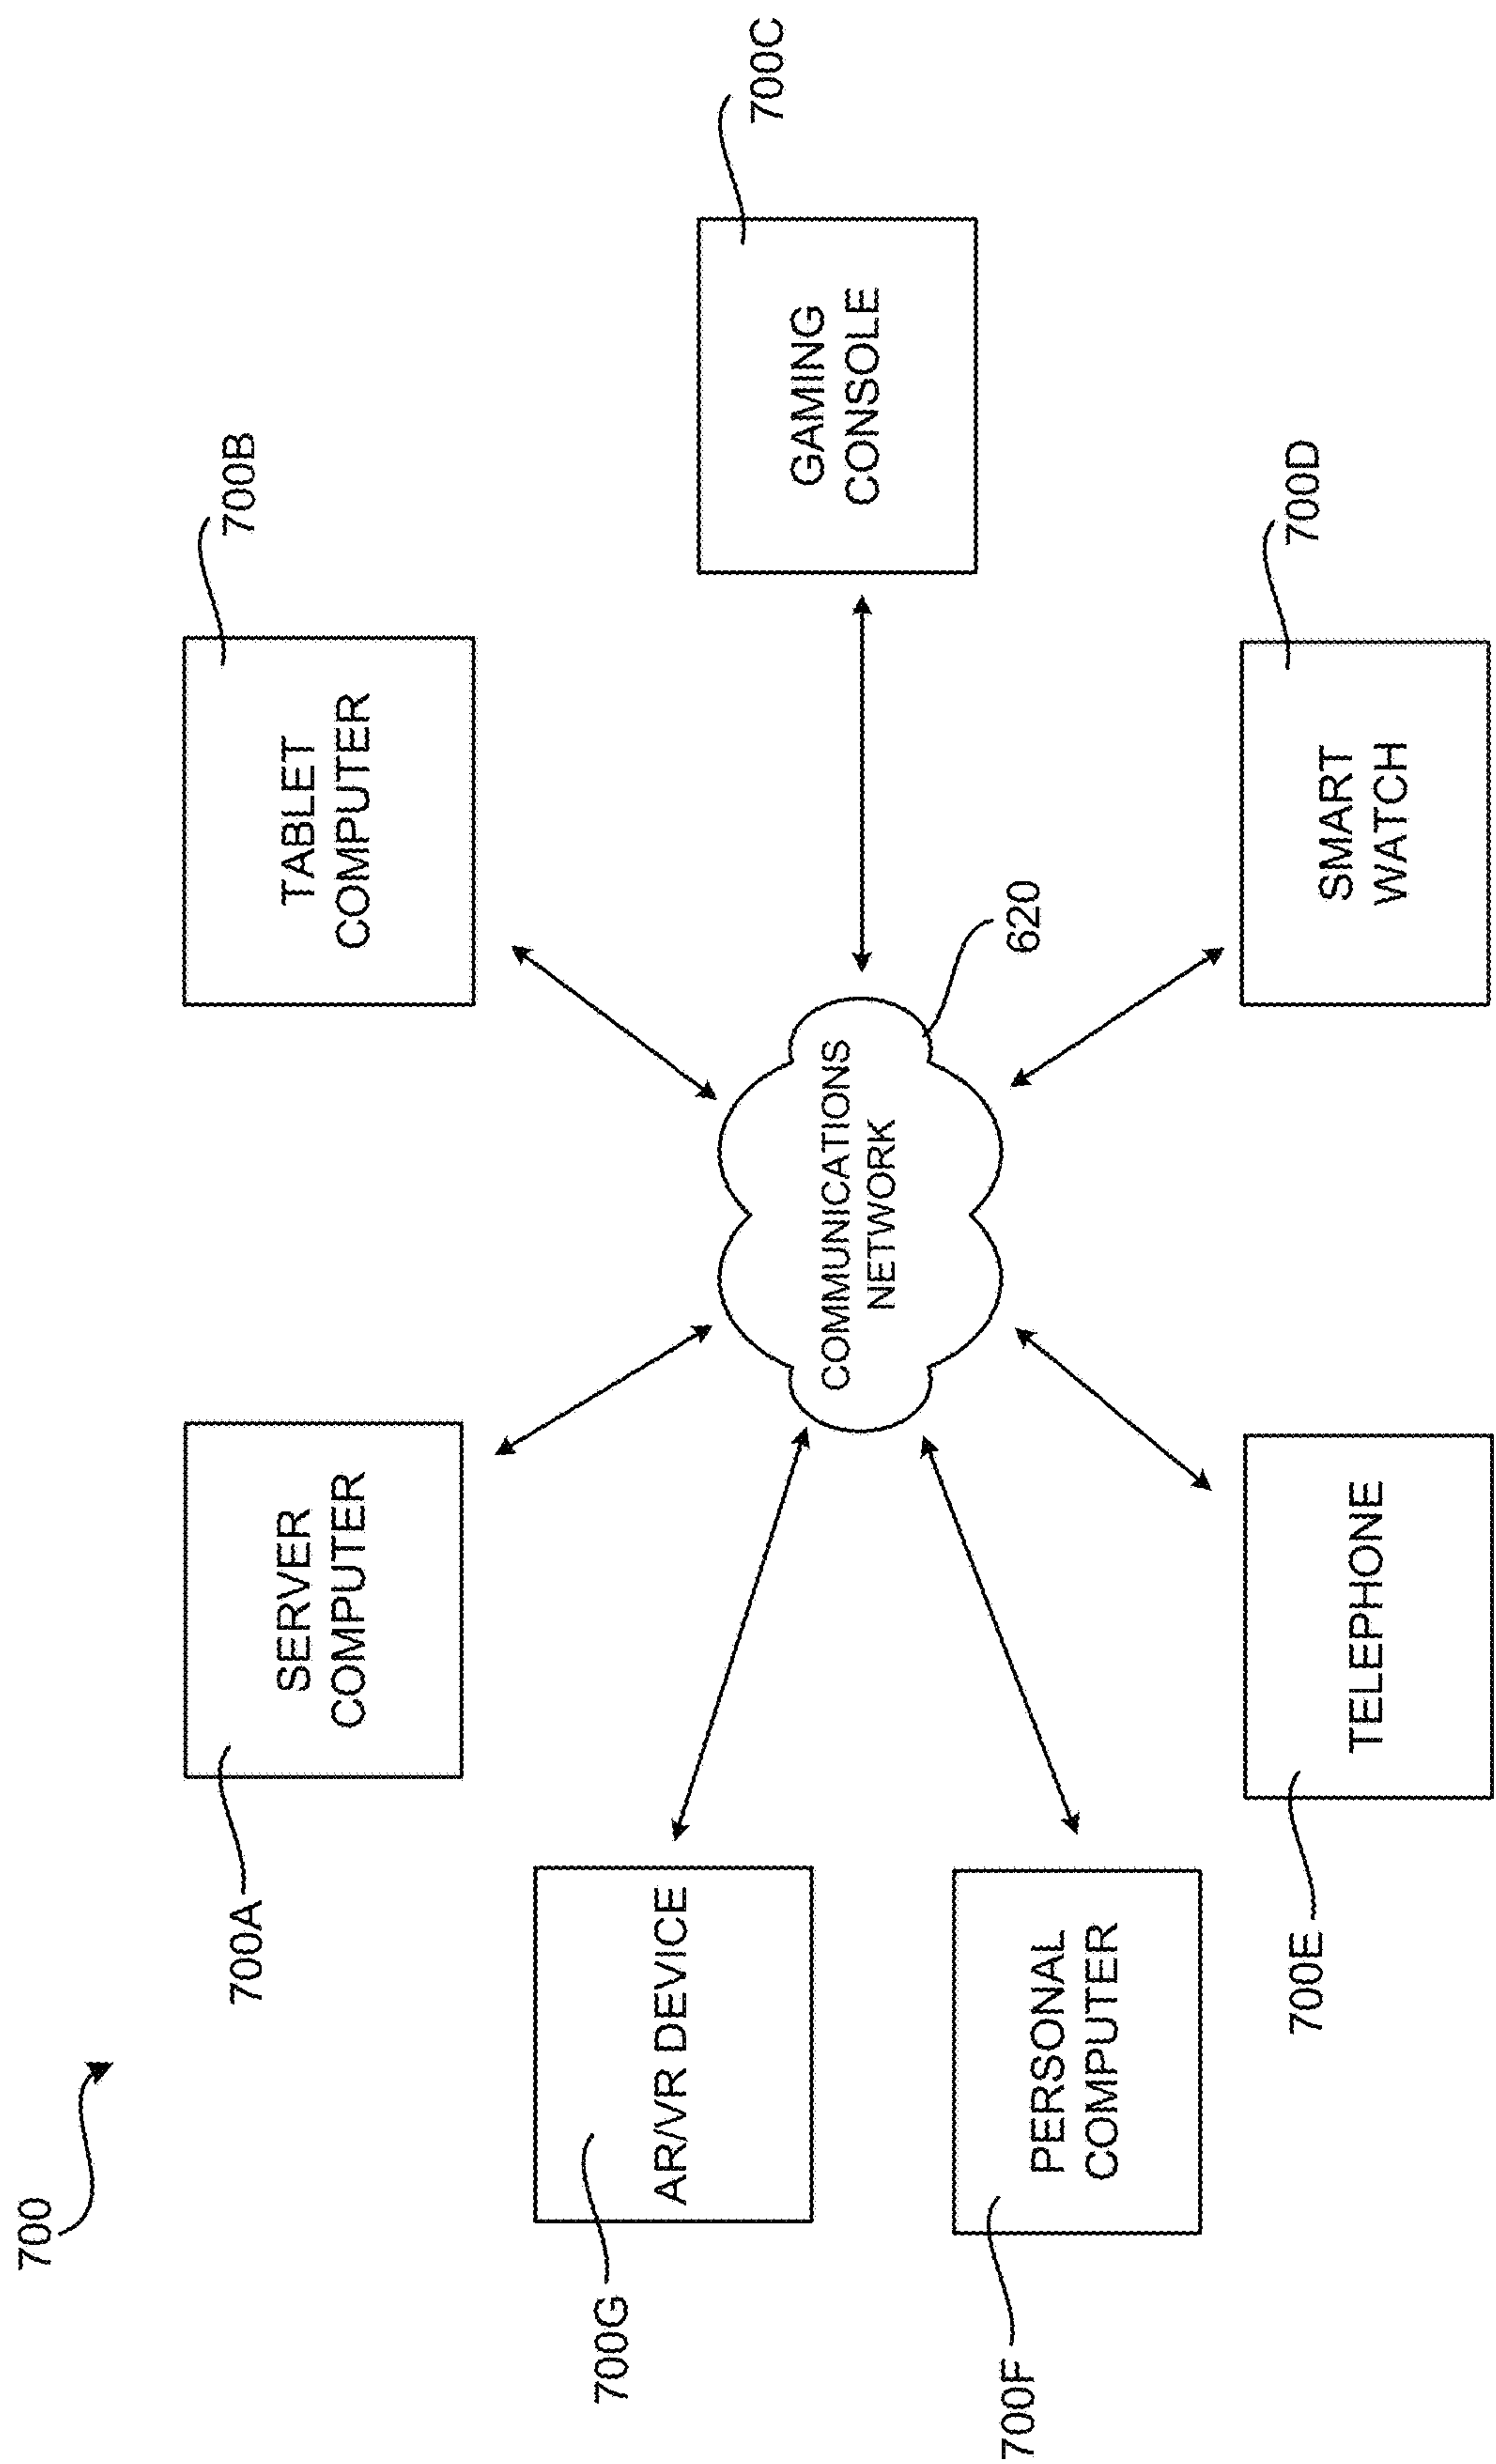 700
700A
SERVER
COMPUTER
700B
TABLET
COMPUTER
700G
AR/VR DEVICE
COMMUNICATIONS
NETWORK
620
700C
GAMING
CONSOLE
700F
PERSONAL
COMPUTER
700E
TELEPHONE
700D
SMART
WATCH